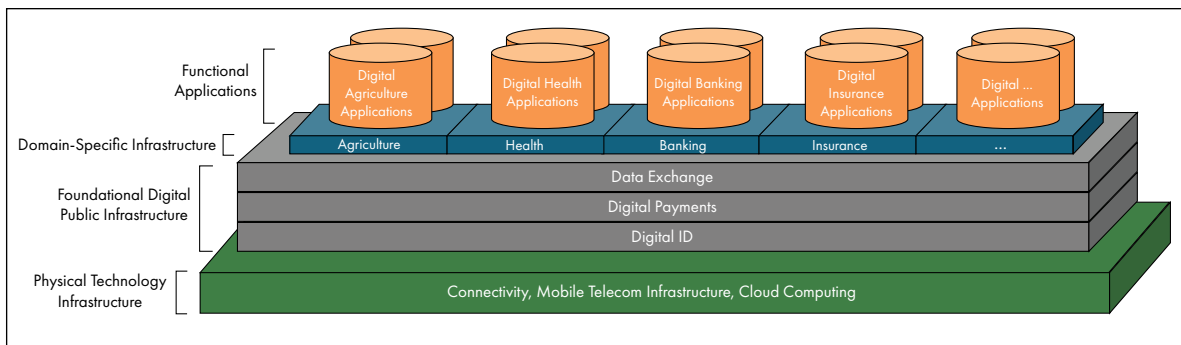 Functional
Applications
Digital
Agriculture
Applications
Digital Health
Applications
Digital Banking
Applications
Digital
Insurance
Applications
Digital ...
Applications
Domain-Specific Infrastructure
Agriculture
Health
Banking
Insurance
...
Foundational Digital
Public Infrastructure
Data Exchange
Digital Payments
Digital ID
Physical Technology
Infrastructure
Connectivity, Mobile Telecom Infrastructure, Cloud Computing